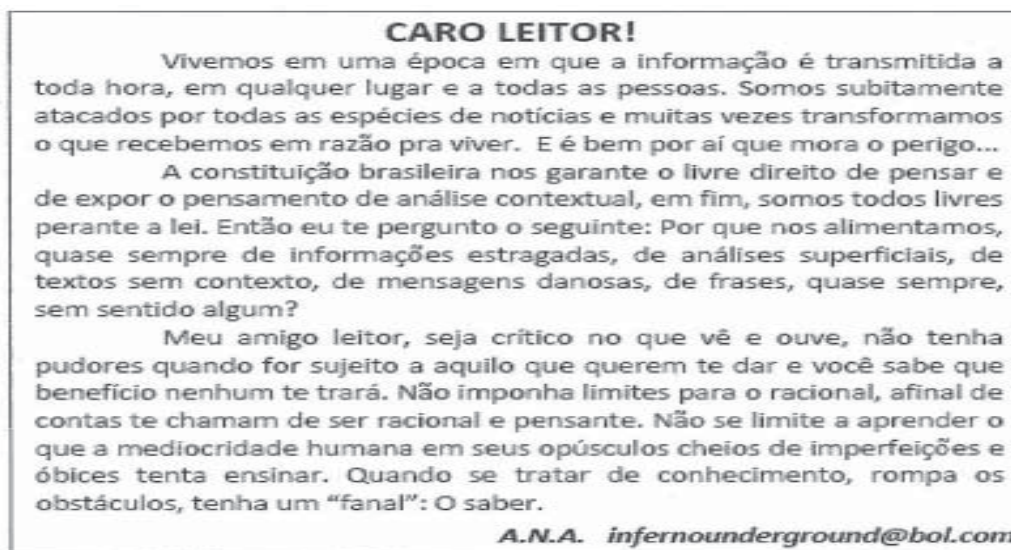 CARO LEITOR!
Vivemos em uma época em que a informação é transmitida a
toda hora, em qualquer lugar e a todas as pessoas. Somos subitamente
atacados por todas as espécies de notícias e muitas vezes transformamos
o que recebemos em razão pra viver. E é bem por aí que mora o perigo...
A constituição brasileira nos garante o livre direito de pensar e
de expor o pensamento de análise contextual, em fim, somos todos livres
perante a lei. Então eu te pergunto o seguinte: Por que nos alimentamos,
quase sempre de informações estragadas, de análises superficiais, de
textos sem contexto, de mensagens danosas, de frases, quase sempre,
sem sentido algum?
Meu amigo leitor, seja crítico no que vê e ouve, não tenha
pudores quando for sujeito a aquilo que querem te dar e você sabe que
benefício nenhum te trará. Não imponha limites para o racional, afinal de
contas te chamam de ser racional e pensante. Não se limite a aprender o
que a mediocridade humana em seus opúsculos cheios de imperfeições e
óbices tenta ensinar. Quando se tratar de conhecimento, rompa os
obstáculos, tenha um “fanal”: O saber.
A.N.A. infernounderground@bol.com